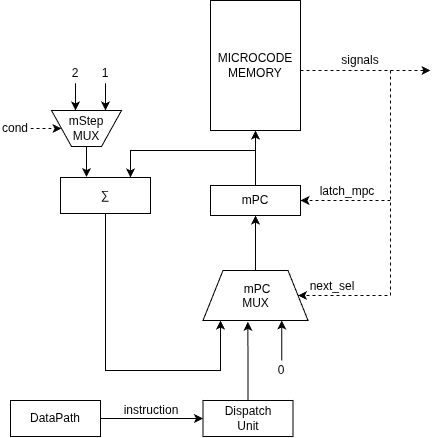 MICROCODE
MEMORY
signals
2
1
mStep
MUX
cond
∑
mPC
latch_mpc
mPC
MUX
next_sel
0
DataPath
instruction
Dispatch
Unit